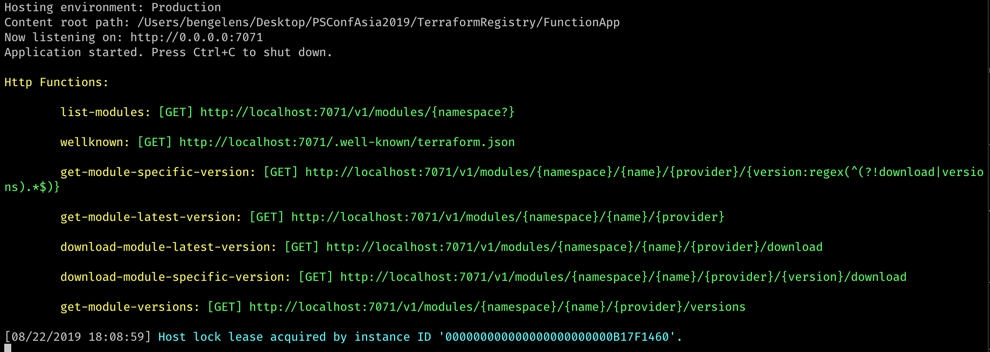 Hosting environment: Production
Content root path: /Users/bengelens/Desktop/PSConfAsia2019/TerraformRegistry/FunctionApp
Now listening on: http://0.0.0.0:7071
Application started. Press Ctrl+C to shut down.
Http Functions:
list-modules: [GET] http://localhost:7071/v1/modules/{namespace?}
wellknown: [GET] http://localhost:7071/.well-known/terraform.json
get-module-specific-version: [GET] http://localhost:7071/v1/modules/{namespace}/{name}/{provider}/{version:regex(^(?!download|versio
ns).*$)}
get-module-latest-version: [GET] http://localhost:7071/v1/modules/{namespace}/{name}/{provider}
download-module-latest-version: [GET] http://localhost:7071/v1/modules/{namespace}/{name}/{provider}/download
download-module-specific-version: [GET] http://localhost:7071/v1/modules/{namespace}/{name}/{provider}/{version}/download
get-module-versions: [GET] http://localhost:7071/v1/modules/{namespace}/{name}/{provider}/versions
[08/22/2019 18:08:59] Host lock lease acquired by instance ID '000000000000000000000000B17F1460'.